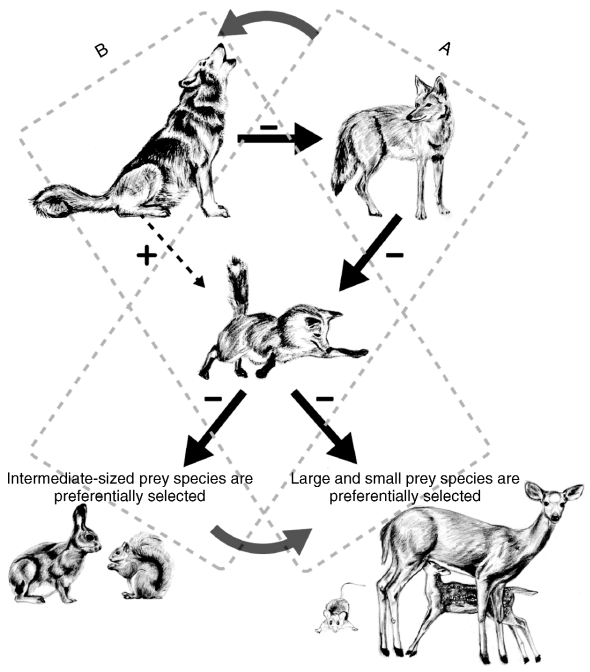 B
A
−
+
−
−
−
Intermediate-sized prey species are
preferentially selected
Large and small prey species are
preferentially selected